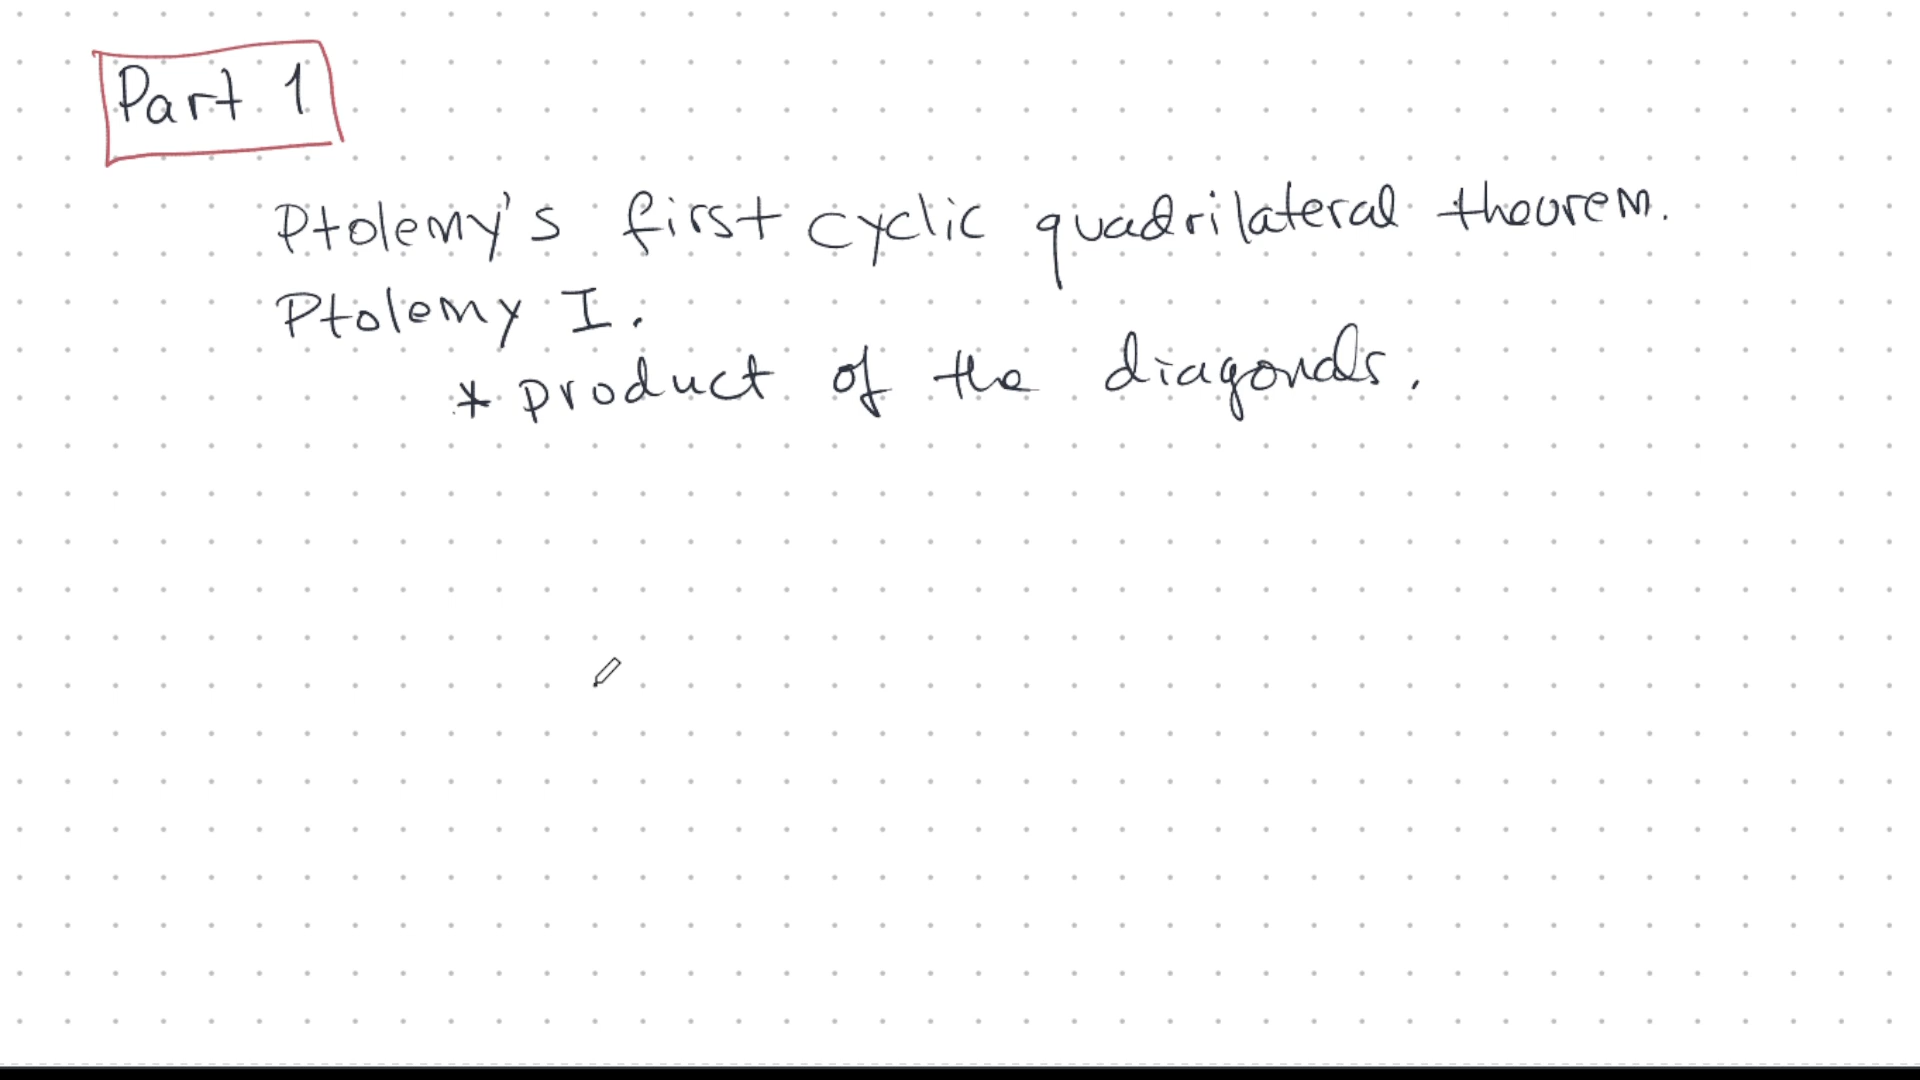 Part 1
Ptolemy's first cyclic quadrilateral theorem.
Ptolemy I.
* product of the diagonals.